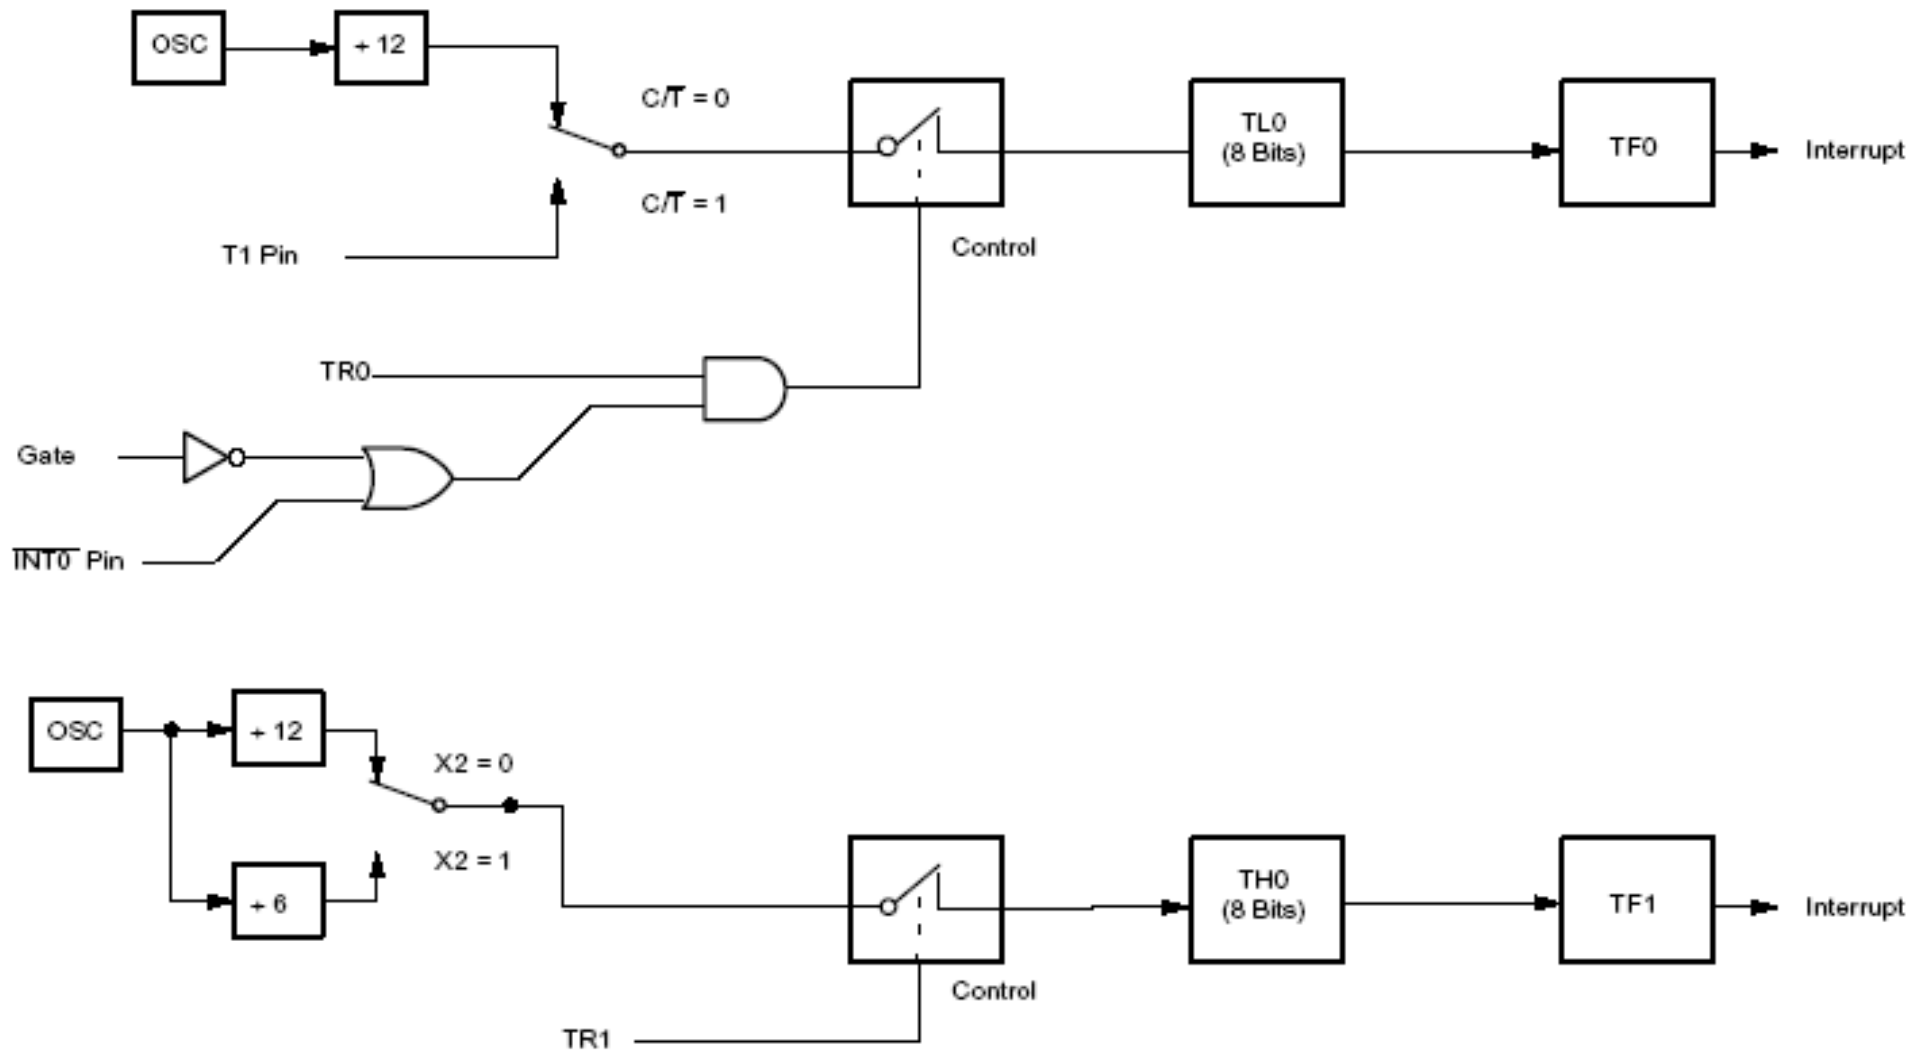 OSC
÷ 12
C/T̅ = 0
TL0
(8 Bits)
TF0
Interrupt
C/T̅ = 1
T1 Pin
Control
TR0
Gate
I̅N̅T̅0̅ Pin
OSC
÷ 12
X2 = 0
X2 = 1
÷ 6
TH0
(8 Bits)
TF1
Interrupt
Control
TR1